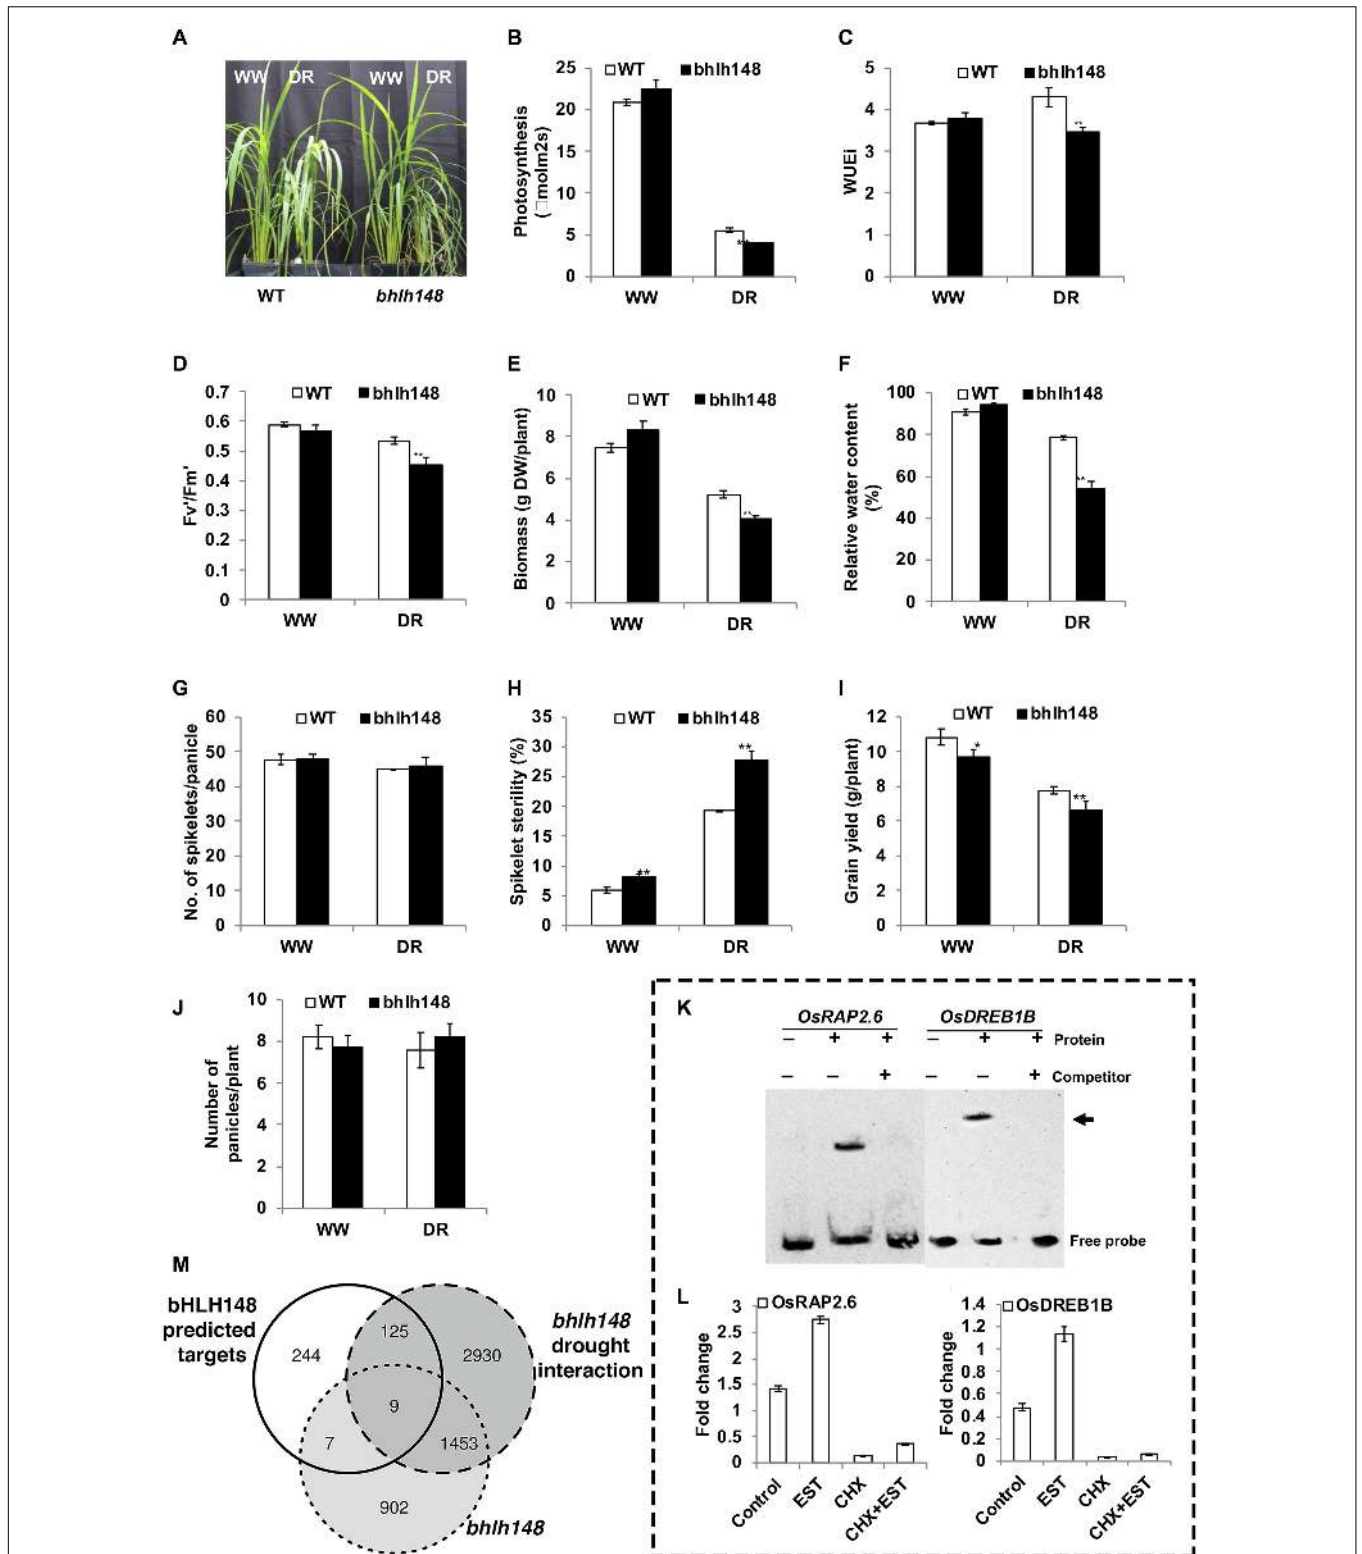 A
WW DR WW DR
WT bhlh148
B
WT bhlh148
Photosynthesis
(□molm2s)
25
20
15
10
5
0
**
WW DR
C
WT bhlh148
WUEi
5
4
3
2
1
0
**
WW DR
D
WT bhlh148
Fv'/Fm'
0.7
0.6
0.5
0.4
0.3
0.2
0.1
0
**
WW DR
E
WT bhlh148
Biomass (g DW/plant)
10
8
6
4
2
0
**
WW DR
F
WT bhlh148
Relative water content
(%)
100
80
60
40
20
0
**
WW DR
G
WT bhlh148
No. of spikelets/panicle
60
50
40
30
20
10
0
WW DR
H
WT bhlh148
Spikelet sterility (%)
35
30
25
20
15
10
5
0
**
**
WW DR
I
WT bhlh148
Grain yield (g/plant)
12
10
8
6
4
2
0
*
**
WW DR
J
WT bhlh148
Number of
panicles/plant
10
8
6
4
2
0
WW DR
K
OsRAP2.6 OsDREB1B
– + + – + + Protein
– – + – – + Competitor
Free probe
L
OsRAP2.6
Fold change
3
2.5
2
1.5
1
0.5
0
Control EST CHX CHX+EST
OsDREB1B
Fold change
1.4
1.2
1
0.8
0.6
0.4
0.2
0
Control EST CHX CHX+EST
M
bHLH148
predicted
targets
bhlh148
drought
interaction
125
244
2930
9
7
1453
902
bhlh148